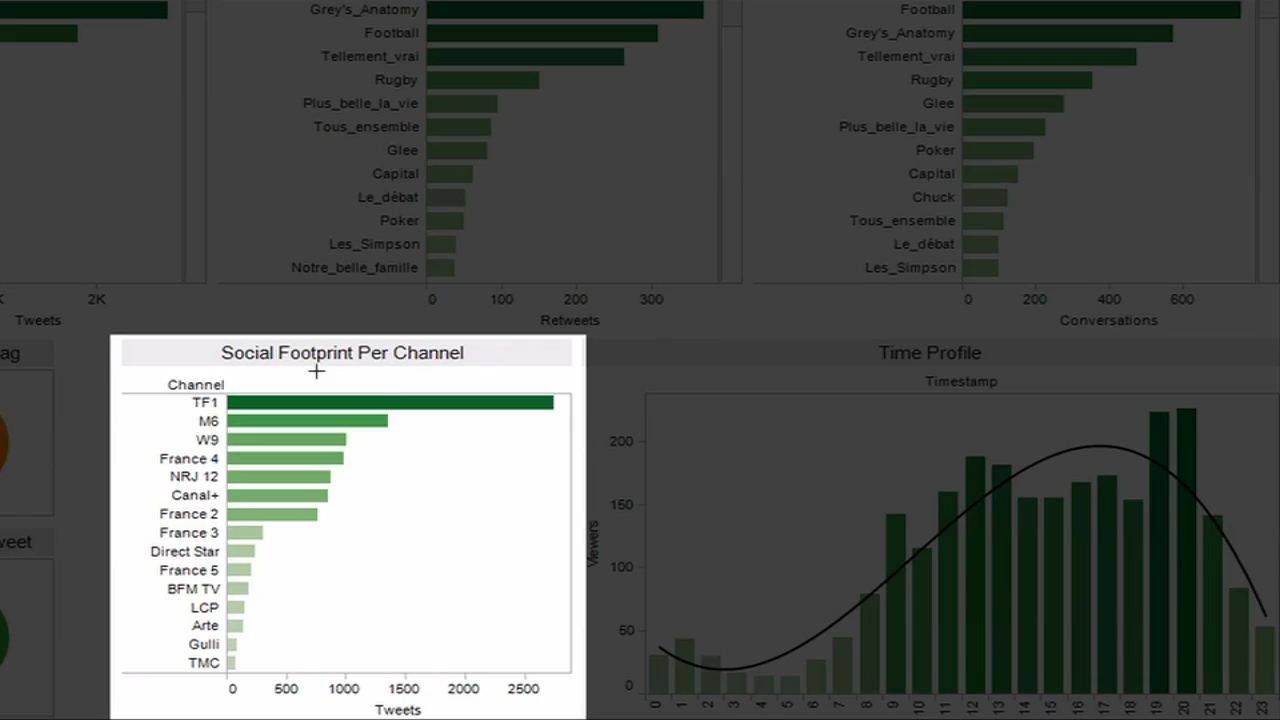 Grey's_Anatomy
Football
Tellement_vrai
Rugby
Plus_belle_la_vie
Tous_ensemble
Glee
Capital
Le_débat
Poker
Les_Simpson
Notre_belle_famille
0 100 200 300
Retweets
Football
Grey's_Anatomy
Tellement_vrai
Rugby
Glee
Plus_belle_la_vie
Poker
Capital
Chuck
Tous_ensemble
Le_débat
Les_Simpson
0 200 400 600
Conversations
K 2K
Tweets
ag
weet
Social Footprint Per Channel
Channel
TF1
M6
W9
France 4
NRJ 12
Canal+
France 2
France 3
Direct Star
France 5
BFM TV
LCP
Arte
Gulli
TMC
0 500 1000 1500 2000 2500
Tweets
Time Profile
Timestamp
Viewers
200
150
100
50
0
0 1 2 3 4 5 6 7 8 9 10 11 12 13 14 15 16 17 18 19 20 21 22 23